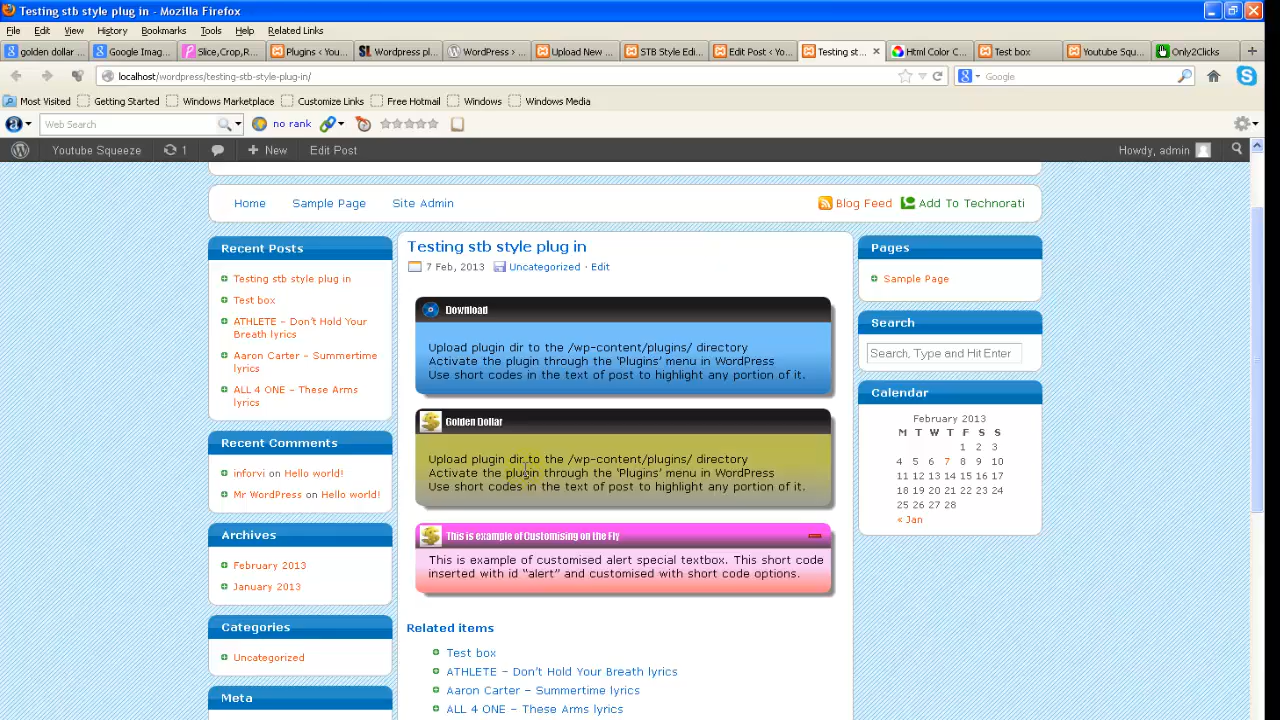 Testing stb style plug in - Mozilla Firefox
File Edit View History Bookmarks Tools Help Related Links
golden dollar Google Imag... Slice,Crop,R... Plugins ‹ You... Wordpress pl... WordPress › ... Upload New ... STB Style Edi... Edit Post ‹ Yo... Testing st... Html Color C... Test box Youtube Squ... Only2Clicks
localhost/wordpress/testing-stb-style-plug-in/ Google
Most Visited Getting Started Windows Marketplace Customize Links Free Hotmail Windows Windows Media
Web Search no rank
Youtube Squeeze 1 New Edit Post Howdy, admin
Home Sample Page Site Admin Blog Feed Add To Technorati
Recent Posts
Testing stb style plug in
Test box
ATHLETE – Don't Hold Your
Breath lyrics
Aaron Carter – Summertime
lyrics
ALL 4 ONE – These Arms
lyrics
Recent Comments
inforvi on Hello world!
Mr WordPress on Hello world!
Archives
February 2013
January 2013
Categories
Uncategorized
Meta
Testing stb style plug in
7 Feb, 2013 Uncategorized · Edit
Download
Upload plugin dir to the /wp-content/plugins/ directory
Activate the plugin through the ‘Plugins’ menu in WordPress
Use short codes in the text of post to highlight any portion of it.
Golden Dollar
Upload plugin dir to the /wp-content/plugins/ directory
Activate the plugin through the ‘Plugins’ menu in WordPress
Use short codes in the text of post to highlight any portion of it.
This is example of Customising on the Fly
This is example of customised alert special textbox. This short code
inserted with id “alert” and customised with short code options.
Related items
Test box
ATHLETE – Don't Hold Your Breath lyrics
Aaron Carter – Summertime lyrics
ALL 4 ONE – These Arms lyrics
Pages
Sample Page
Search
Search, Type and Hit Enter
Calendar
February 2013
M T W T F S S
1 2 3
4 5 6 7 8 9 10
11 12 13 14 15 16 17
18 19 20 21 22 23 24
25 26 27 28
« Jan